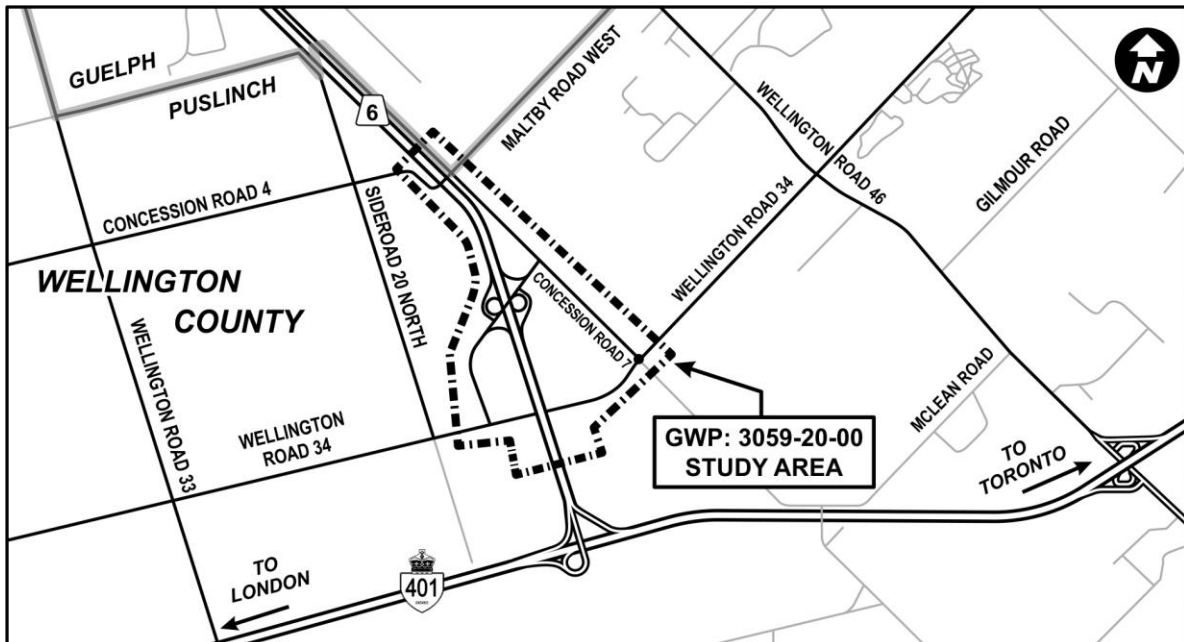 GUELPH
PUSLINCH
6
MALTBY ROAD WEST
N
WELLINGTON ROAD 46
GILMOUR ROAD
CONCESSION ROAD 4
SIDEROAD 20 NORTH
WELLINGTON ROAD 34
WELLINGTON
COUNTY
CONCESSION ROAD 7
WELLINGTON ROAD 33
WELLINGTON
ROAD 34
MCLEAN ROAD
GWP: 3059-20-00
STUDY AREA
TO
TORONTO
TO
LONDON
401